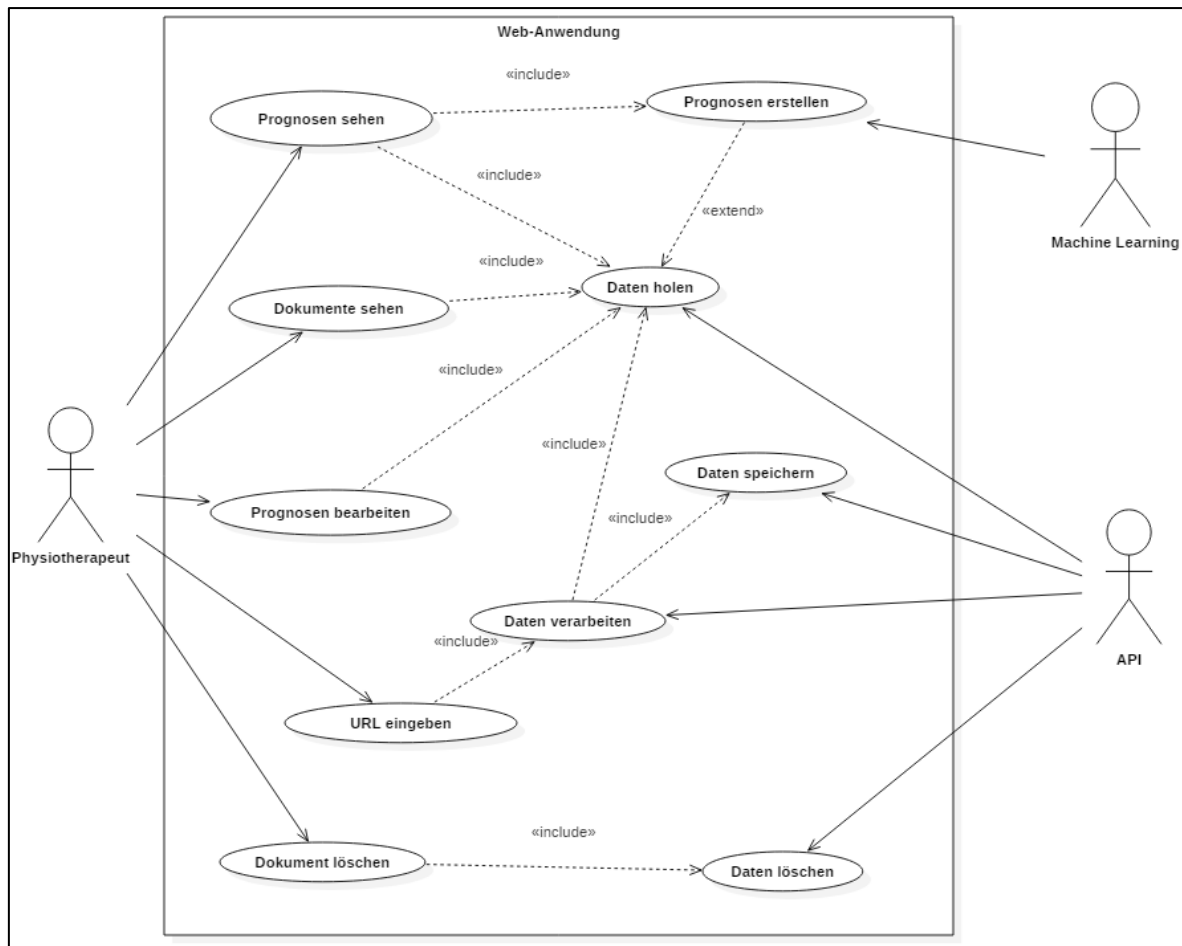 Web-Anwendung
«include»
Prognosen sehen
Prognosen erstellen
«include»
«extend»
Machine Learning
«include»
Daten holen
Dokumente sehen
«include»
«include»
Daten speichern
Prognosen bearbeiten
«include»
Physiotherapeut
Daten verarbeiten
«include»
API
URL eingeben
«include»
Dokument löschen
Daten löschen